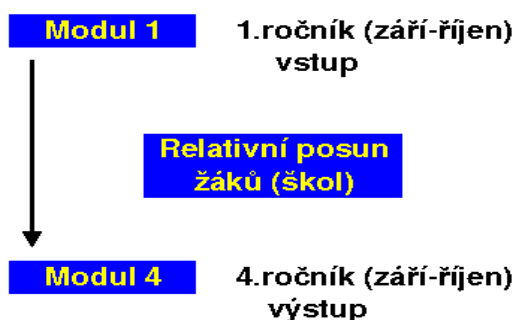 Modul 1
1.ročník (září-říjen)
vstup
Relativní posun
žáků (škol)
Modul 4
4.ročník (září-říjen)
výstup